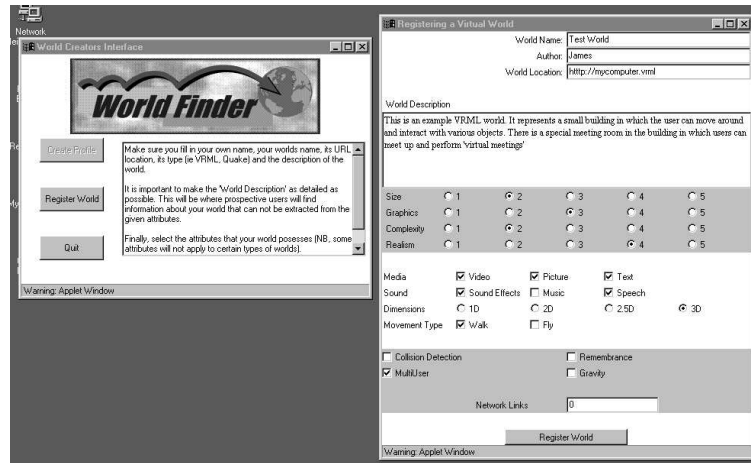 Network
World Creators Interface
World Finder
Create Profile
Register World
Quit
Make sure you fill in your own name, your worlds name, its URL
location, its type (ie VRML, Quake) and the description of the
world.
It is important to make the 'World Description' as detailed as
possible. This will be where prospective users will find
information about your world that can not be extracted from the
given attributes.
Finally, select the attributes that your world posesses (NB, some
attributes will not apply to certain types of worlds).
Warning: Applet Window
Registering a Virtual World
World Name: Test World
Author: James
World Location: htttp://mycomputer.vrml
World Description
This is an example VRML world. It represents a small building in which the user can move around
and interact with various objects. There is a special meeting room in the building in which users can
meet up and perform 'virtual meetings'
Size 1 2 3 4 5
Graphics 1 2 3 4 5
Complexity 1 2 3 4 5
Realism 1 2 3 4 5
Media Video Picture Text
Sound Sound Effects Music Speech
Dimensions 1D 2D 2.5D 3D
Movement Type Walk Fly
Collision Detection Remembrance
MultiUser Gravity
Network Links 0
Register World
Warning: Applet Window